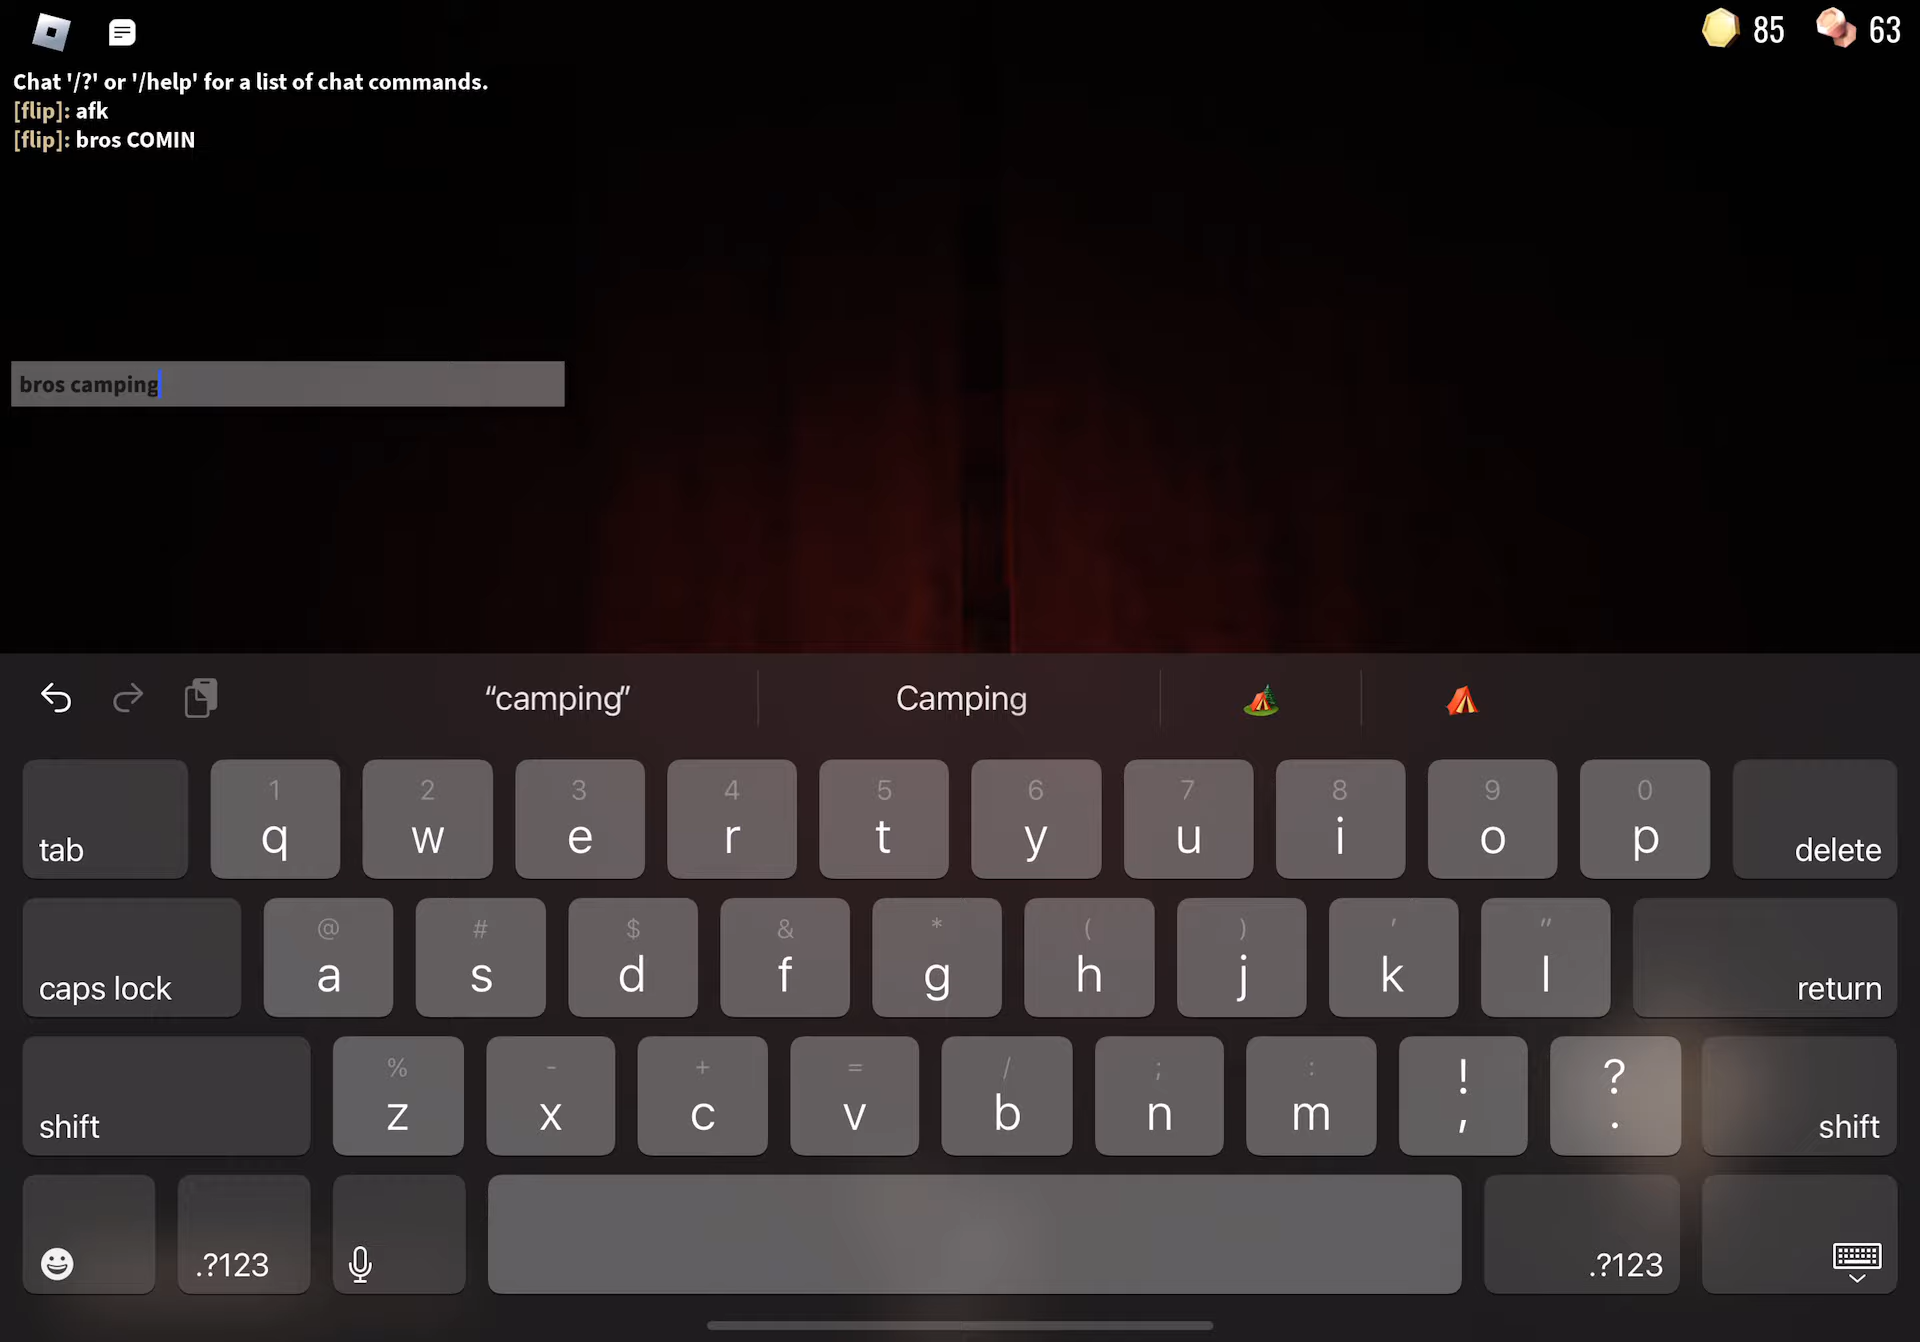 85 63
Chat '/?' or '/help' for a list of chat commands.
[flip]: afk
[flip]: bros COMIN
bros camping
“camping” Camping
1 2 3 4 5 6 7 8 9 0
tab q w e r t y u i o p delete
@ # $ & * ( ) ' "
caps lock a s d f g h j k l return
% - + = / ; : ! ?
shift z x c v b n m , . shift
.?123 .?123